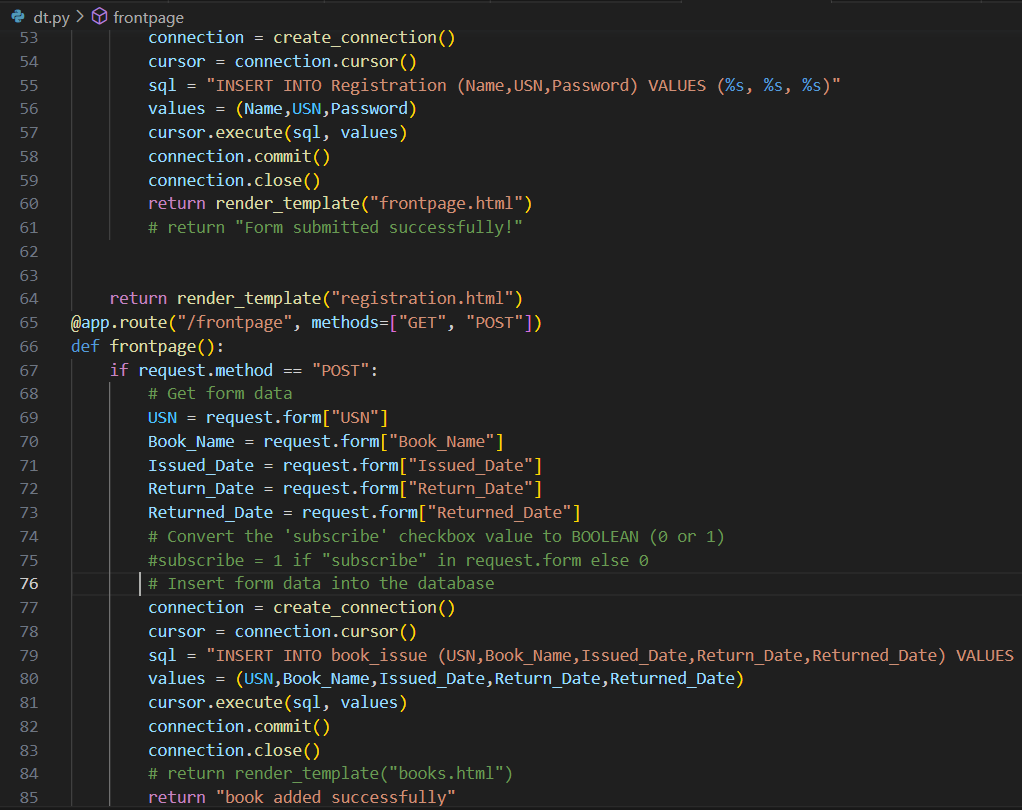 dt.py > frontpage
53 connection = create_connection()
54 cursor = connection.cursor()
55 sql = "INSERT INTO Registration (Name,USN,Password) VALUES (%s, %s, %s)"
56 values = (Name,USN,Password)
57 cursor.execute(sql, values)
58 connection.commit()
59 connection.close()
60 return render_template("frontpage.html")
61 # return "Form submitted successfully!"
62
63
64 return render_template("registration.html")
65 @app.route("/frontpage", methods=["GET", "POST"])
66 def frontpage():
67 if request.method == "POST":
68 # Get form data
69 USN = request.form["USN"]
70 Book_Name = request.form["Book_Name"]
71 Issued_Date = request.form["Issued_Date"]
72 Return_Date = request.form["Return_Date"]
73 Returned_Date = request.form["Returned_Date"]
74 # Convert the 'subscribe' checkbox value to BOOLEAN (0 or 1)
75 #subscribe = 1 if "subscribe" in request.form else 0
76 # Insert form data into the database
77 connection = create_connection()
78 cursor = connection.cursor()
79 sql = "INSERT INTO book_issue (USN,Book_Name,Issued_Date,Return_Date,Returned_Date) VALUES
80 values = (USN,Book_Name,Issued_Date,Return_Date,Returned_Date)
81 cursor.execute(sql, values)
82 connection.commit()
83 connection.close()
84 # return render_template("books.html")
85 return "book added successfully"